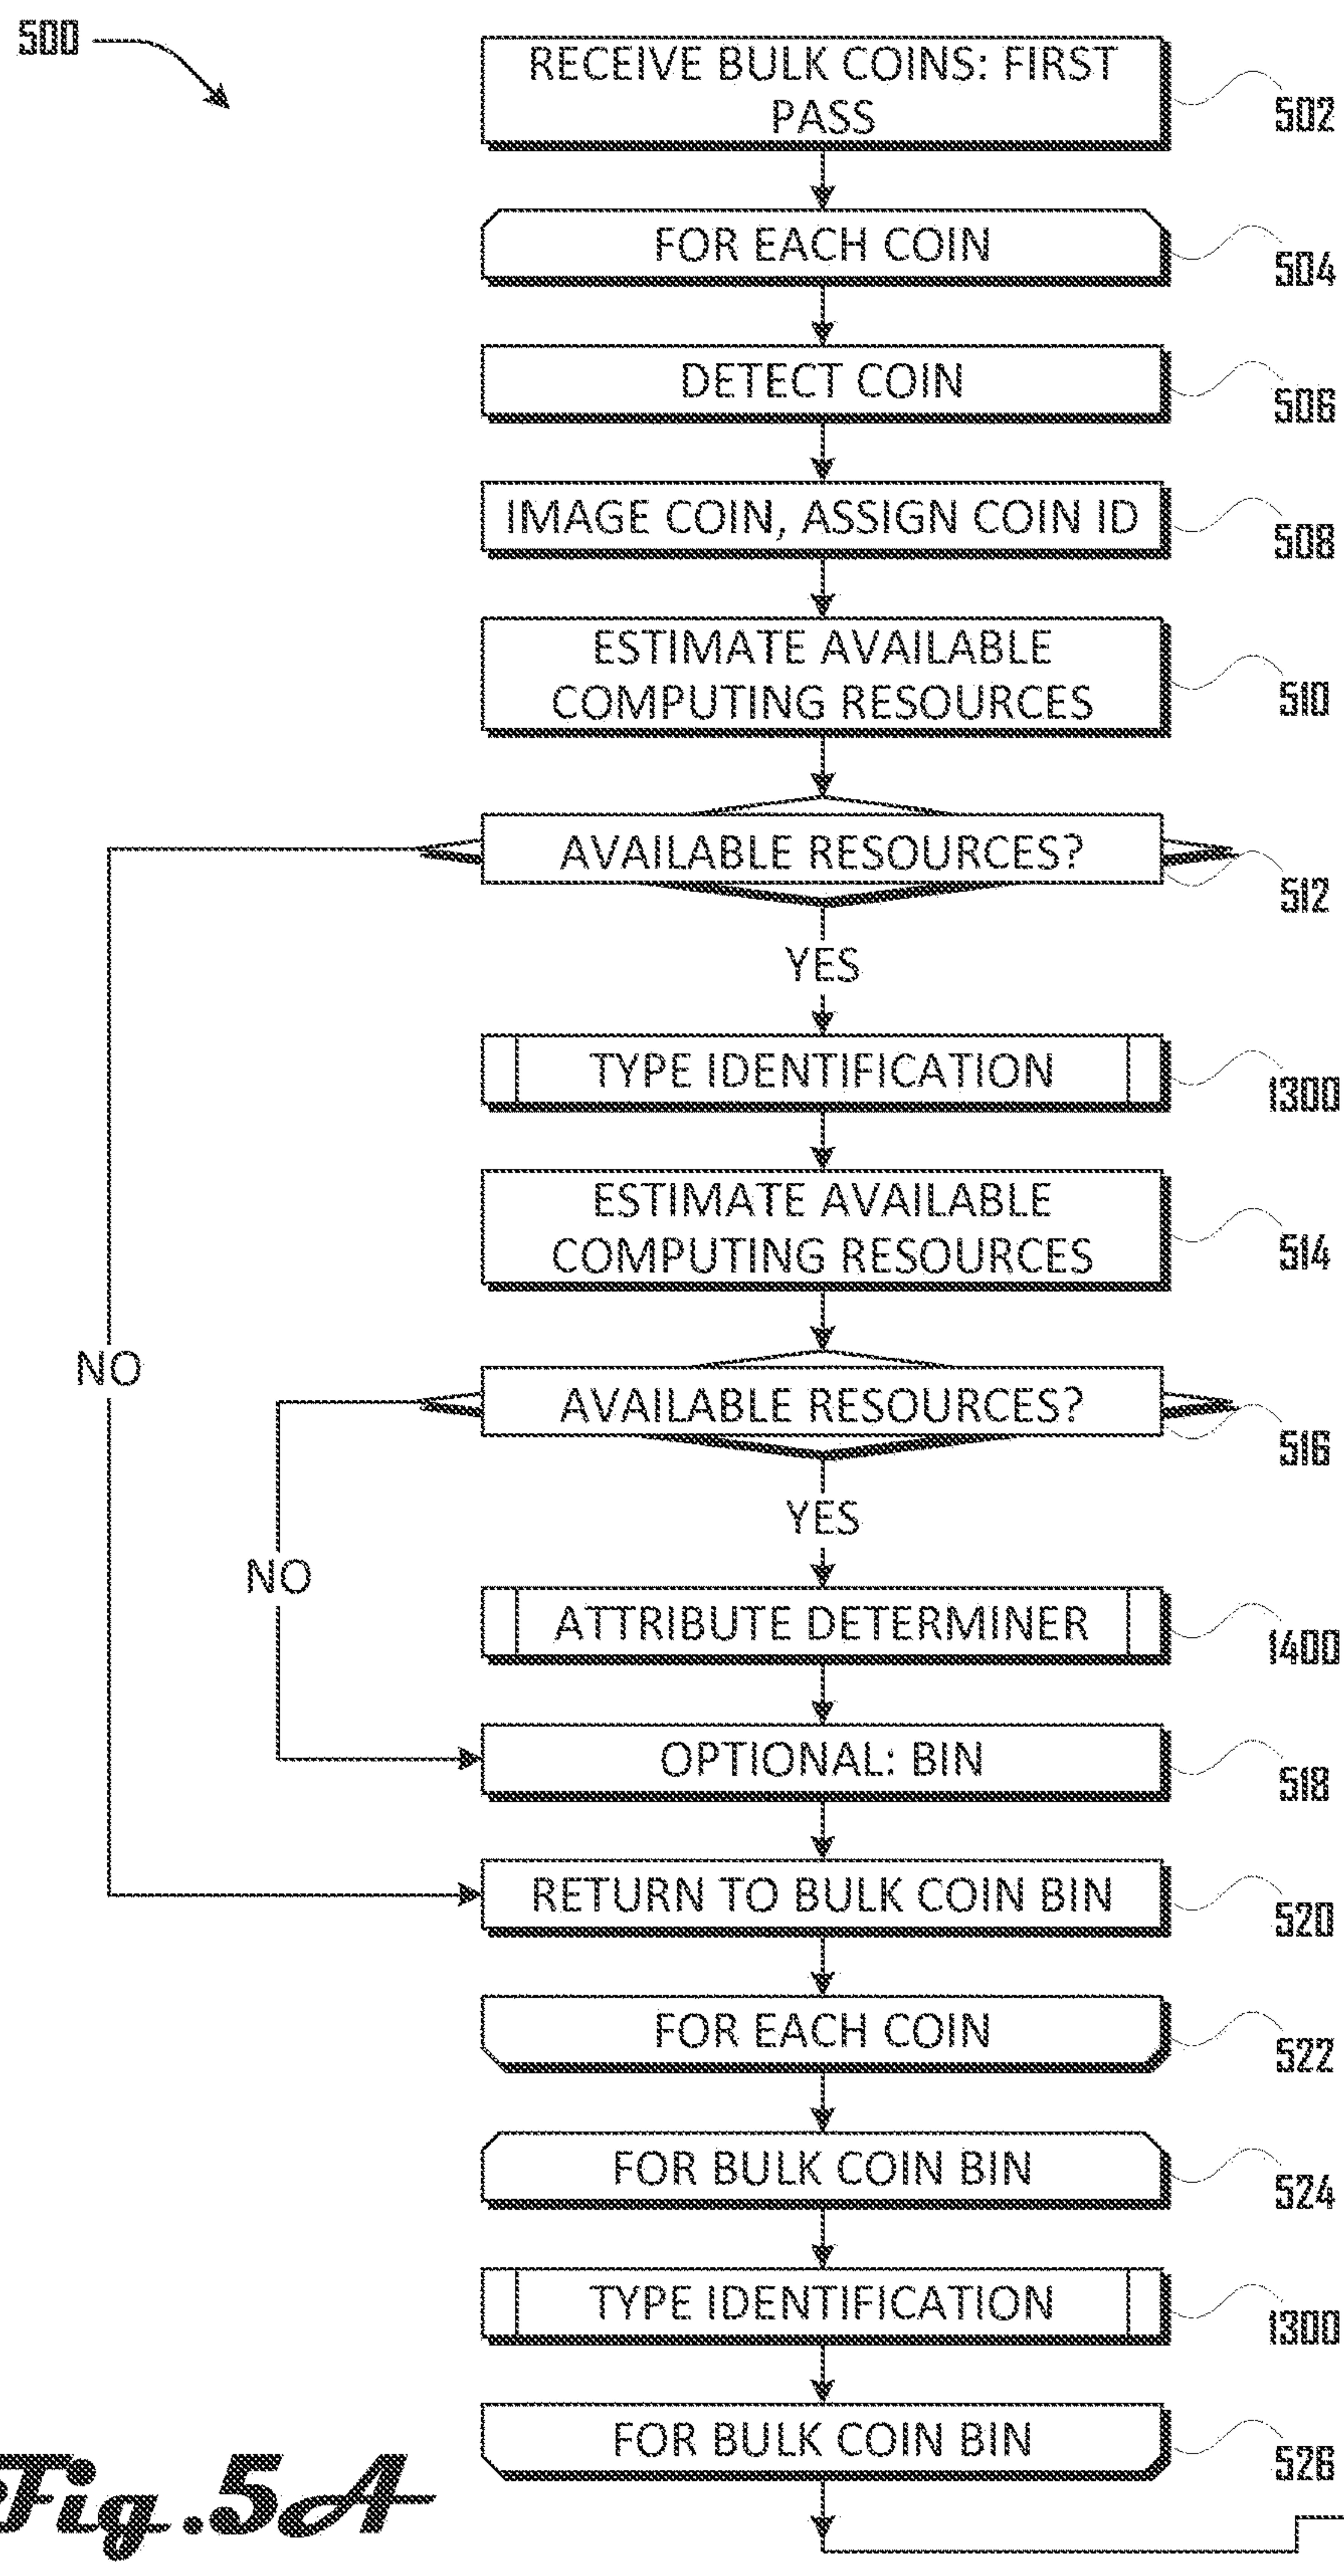 500
RECEIVE BULK COINS: FIRST
PASS
502
FOR EACH COIN
504
DETECT COIN
506
IMAGE COIN, ASSIGN COIN ID
508
ESTIMATE AVAILABLE
COMPUTING RESOURCES
510
AVAILABLE RESOURCES?
512
YES
TYPE IDENTIFICATION
1300
ESTIMATE AVAILABLE
COMPUTING RESOURCES
514
NO
AVAILABLE RESOURCES?
516
YES
NO
ATTRIBUTE DETERMINER
1400
OPTIONAL: BIN
518
RETURN TO BULK COIN BIN
520
FOR EACH COIN
522
FOR BULK COIN BIN
524
TYPE IDENTIFICATION
1300
FOR BULK COIN BIN
526
Fig.5A